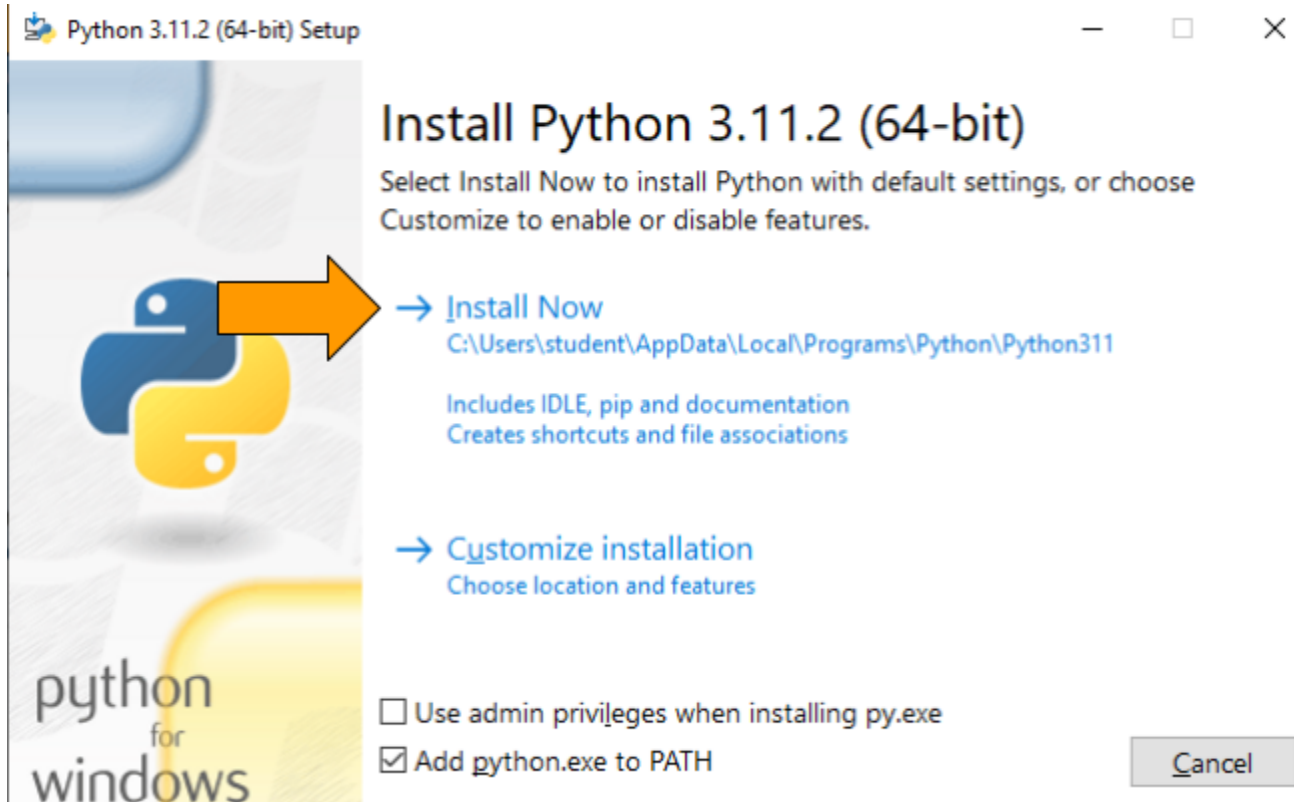 Python 3.11.2 (64-bit) Setup
Install Python 3.11.2 (64-bit)
Select Install Now to install Python with default settings, or choose
Customize to enable or disable features.
Install Now
C:\Users\student\AppData\Local\Programs\Python\Python311
Includes IDLE, pip and documentation
Creates shortcuts and file associations
Customize installation
Choose location and features
python
for
windows
Use admin privileges when installing py.exe
Add python.exe to PATH
Cancel